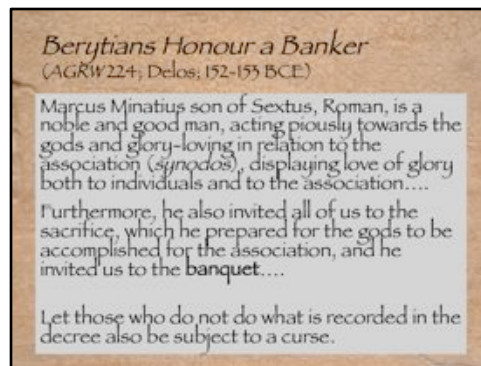 Berytians Honour a Banker
(AGRW 224; Delos; 152-153 BCE)
Marcus Minatius son of Sextus, Roman, is a
noble and good man, acting piously towards the
gods and glory-loving in relation to the
association (synodos), displaying love of glory
both to individuals and to the association....
Furthermore, he also invited all of us to the
sacrifice, which he prepared for the gods to be
accomplished for the association, and he
invited us to the banquet....
Let those who do not do what is recorded in the
decree also be subject to a curse.